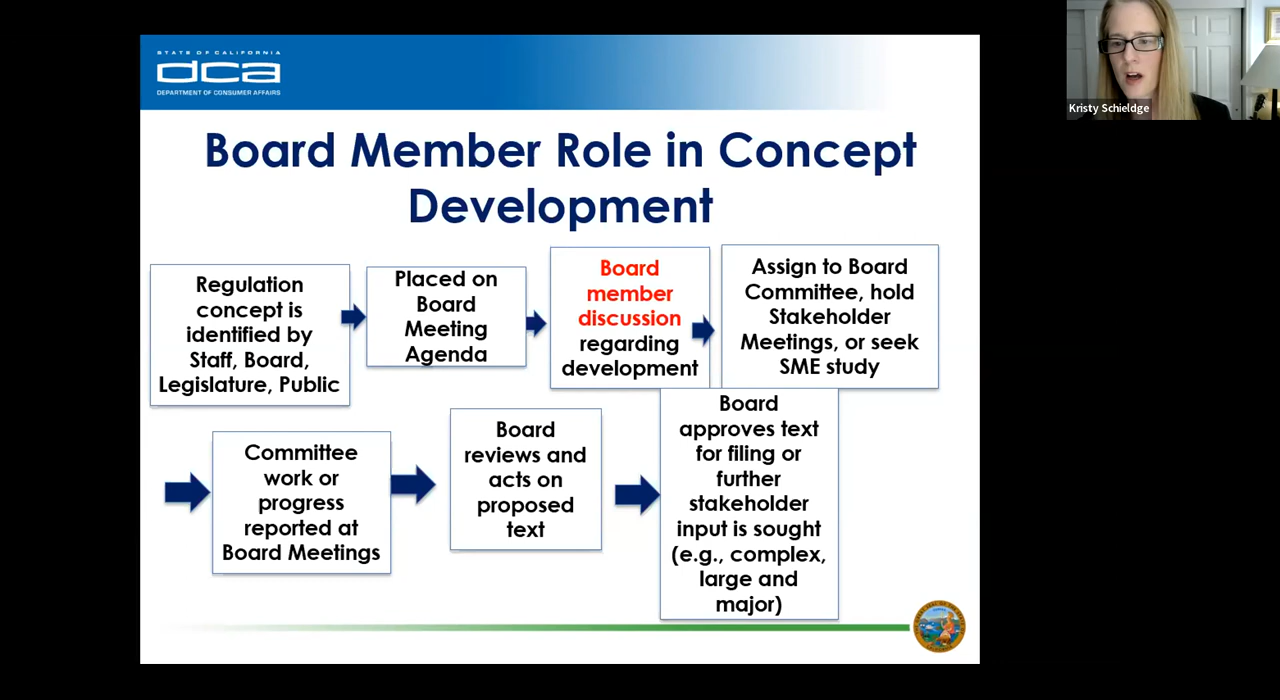 STATE OF CALIFORNIA
dca
DEPARTMENT OF CONSUMER AFFAIRS
Kristy Schieldge
Board Member Role in Concept
Development
Regulation
concept is
identified by
Staff, Board,
Legislature, Public
Placed on
Board
Meeting
Agenda
Board
member
discussion
regarding
development
Assign to Board
Committee, hold
Stakeholder
Meetings, or seek
SME study
Committee
work or
progress
reported at
Board Meetings
Board
reviews and
acts on
proposed
text
Board
approves text
for filing or
further
stakeholder
input is sought
(e.g., complex,
large and
major)